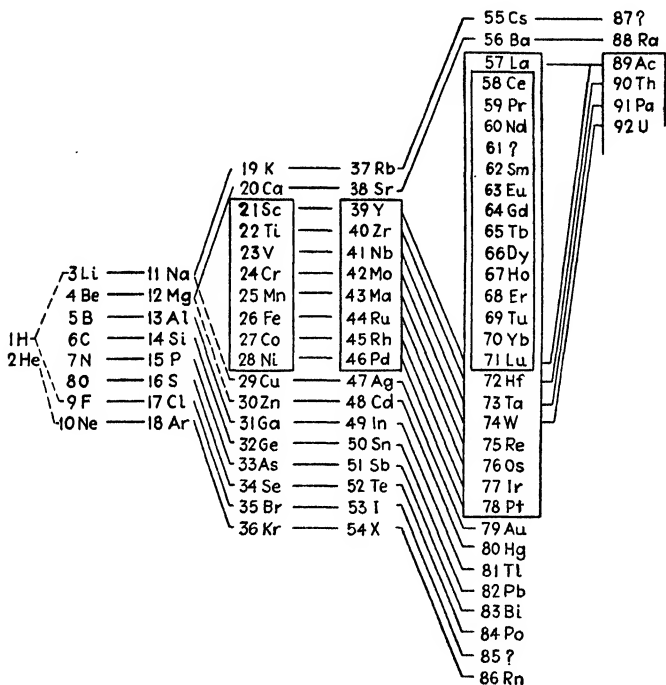 1 H
2 He
3 Li
4 Be
5 B
6 C
7 N
8 O
9 F
10 Ne
11 Na
12 Mg
13 Al
14 Si
15 P
16 S
17 Cl
18 Ar
19 K
20 Ca
21 Sc
22 Ti
23 V
24 Cr
25 Mn
26 Fe
27 Co
28 Ni
29 Cu
30 Zn
31 Ga
32 Ge
33 As
34 Se
35 Br
36 Kr
37 Rb
38 Sr
39 Y
40 Zr
41 Nb
42 Mo
43 Ma
44 Ru
45 Rh
46 Pd
47 Ag
48 Cd
49 In
50 Sn
51 Sb
52 Te
53 I
54 X
55 Cs
56 Ba
57 La
58 Ce
59 Pr
60 Nd
61 ?
62 Sm
63 Eu
64 Gd
65 Tb
66 Dy
67 Ho
68 Er
69 Tu
70 Yb
71 Lu
72 Hf
73 Ta
74 W
75 Re
76 Os
77 Ir
78 Pt
79 Au
80 Hg
81 Tl
82 Pb
83 Bi
84 Po
85 ?
86 Rn
87 ?
88 Ra
89 Ac
90 Th
91 Pa
92 U